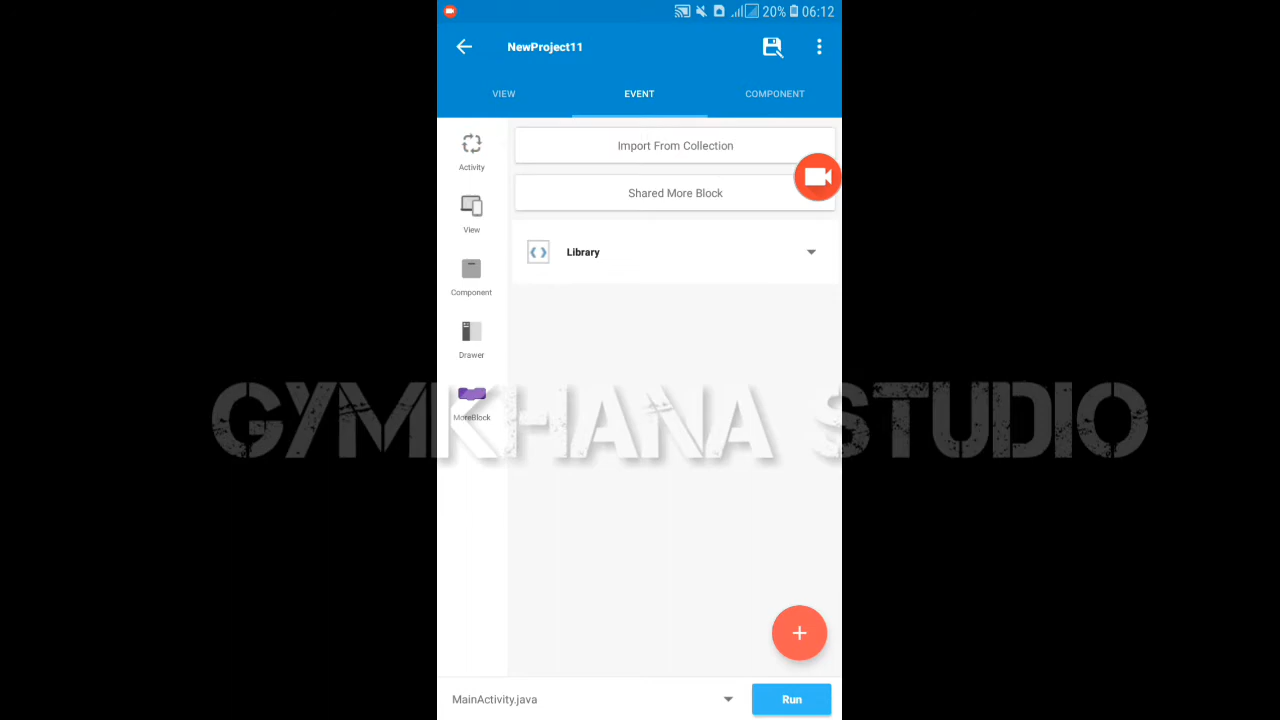 20% 06:12
NewProject11
VIEW EVENT COMPONENT
Activity
View
Component
Drawer
MoreBlock
Import From Collection
Shared More Block
Library
GYMKHANA STUDIO
MainActivity.java
Run